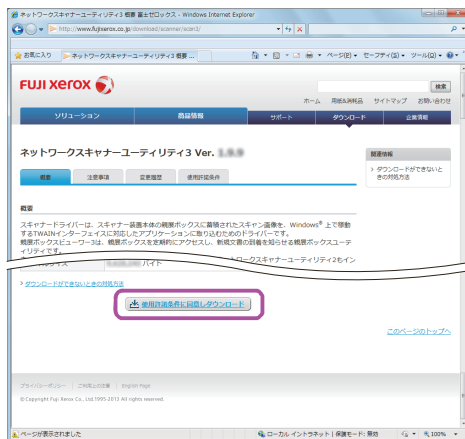 ネットワークスキャナーユーティリティ3 概要 富士ゼロックス - Windows Internet Explorer
http://www.fujixerox.co.jp/download/scanner/scan3/
お気に入り ネットワークスキャナーユーティリティ3 概要 ... ページ(P) セーフティ(S) ツール(O)
FUJI xerox
検索
ホーム 用紙&消耗品 サイトマップ お問い合わせ
ソリューション 商品情報 サポート ダウンロード 企業情報
ネットワークスキャナーユーティリティ3 Ver.
関連情報
概要 注意事項 変更履歴 使用許諾条件
> ダウンロードができないと
きの対処方法
概要
スキャナードライバーは、スキャナー装置本体の親展ボックスに蓄積されたスキャン画像を、Windows® 上で稼動
するTWAINインターフェイスに対応したアプリケーションに取り込むためのドライバーです。
親展ボックスビューワー3は、親展ボックスを定期的にアクセスし、新規文書の到着を知らせる親展ボックスユーテ
ィリティです。
バイト
ワークスキャナーユーティリティ2もイン
> ダウンロードができないときの対処方法
使用許諾条件に同意しダウンロード
このページのトップへ
プライバシーポリシー | ご利用上の注意 | English Page
© Copyright Fuji Xerox Co., Ltd.1995-2013 All rights reserved.
ページが表示されました ローカル イントラネット | 保護モード: 無効 100%